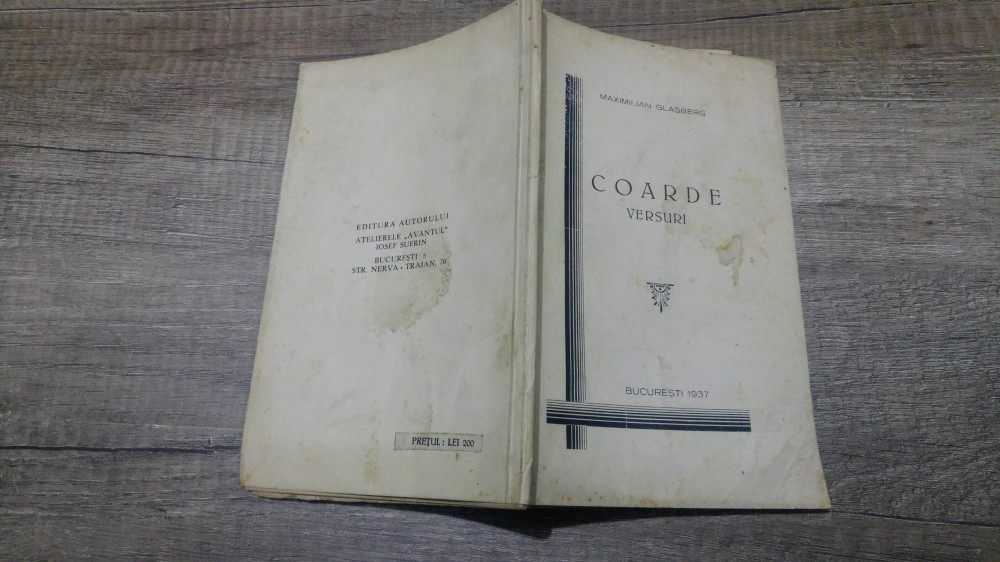 MAXIMILIAN GLASBERG
COARDE
VERSURI
BUCUREȘTI 1937
EDITURA AUTORULUI
ATELIERELE „AVANTUL”
IOSEF SUFRIN
BUCUREȘTI 5
STR. NERVA - TRAIAN, 70
PREȚUL : LEI 200